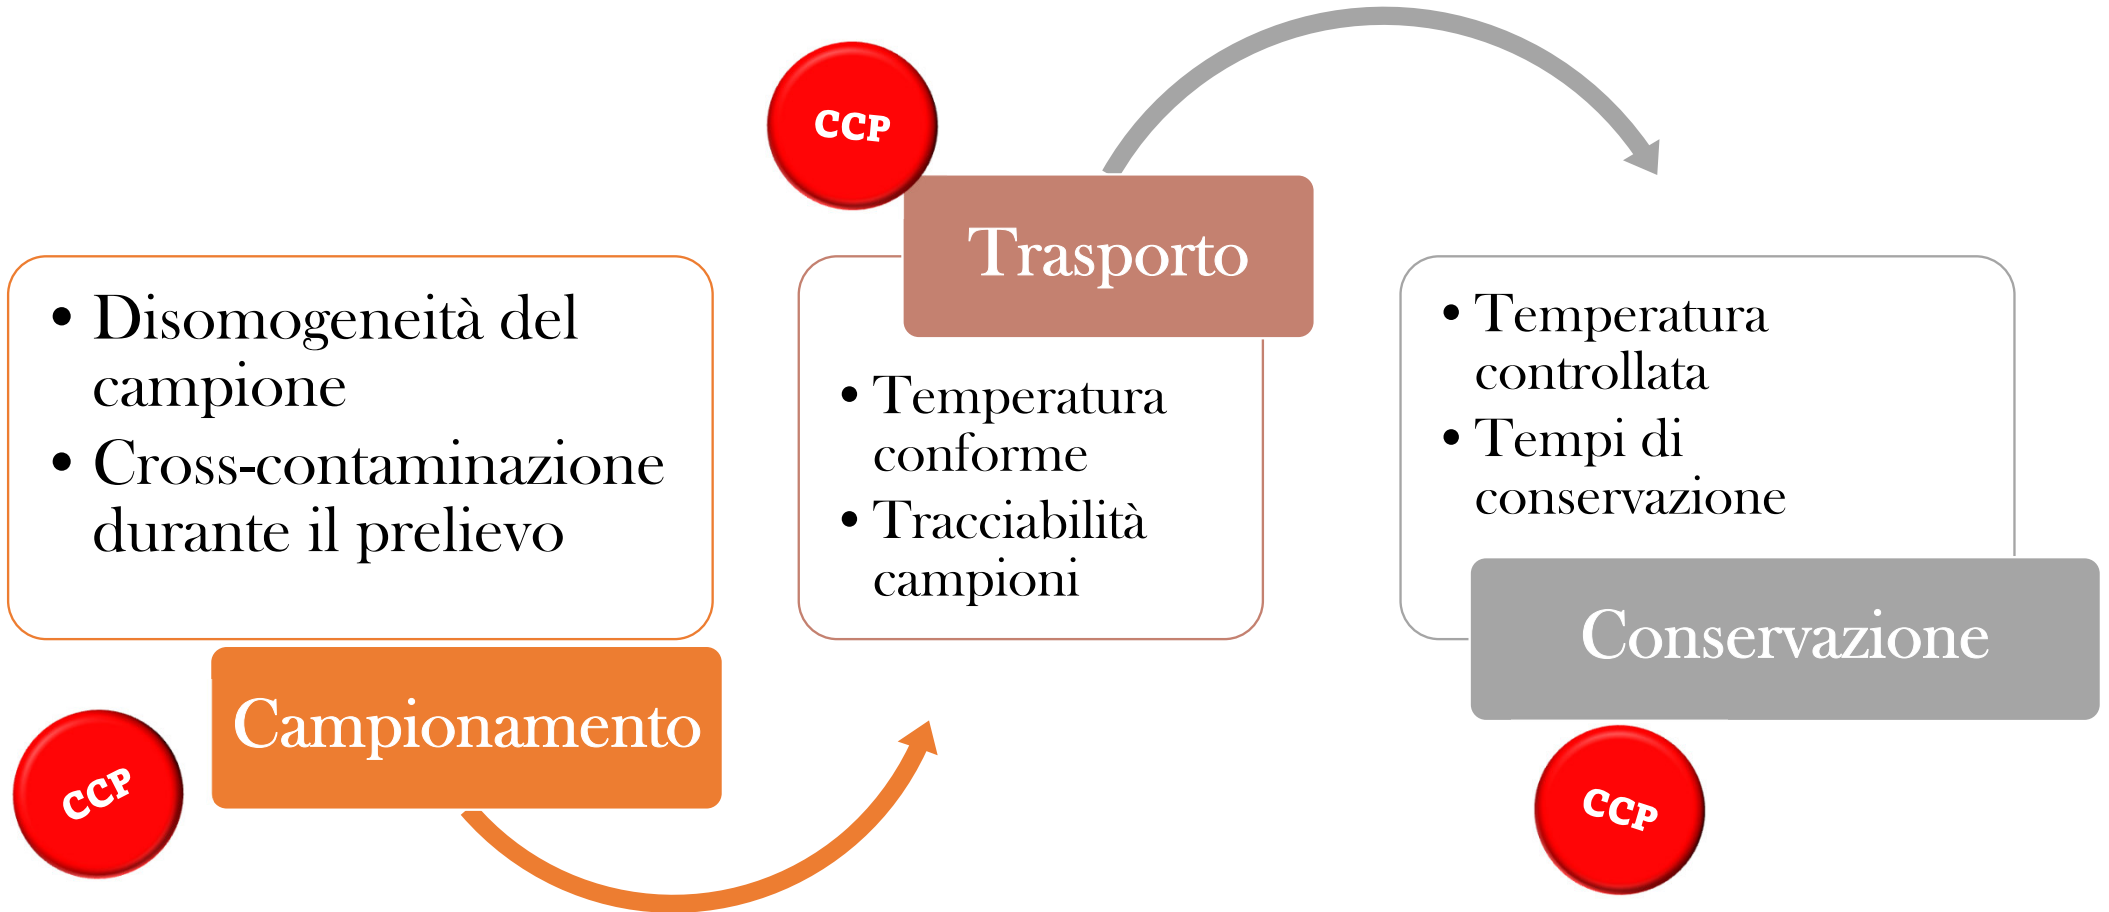 • Disomogeneità del
campione
• Cross-contaminazione
durante il prelievo
Campionamento
CCP
CCP
Trasporto
• Temperatura
conforme
• Tracciabilità
campioni
• Temperatura
controllata
• Tempi di
conservazione
Conservazione
CCP